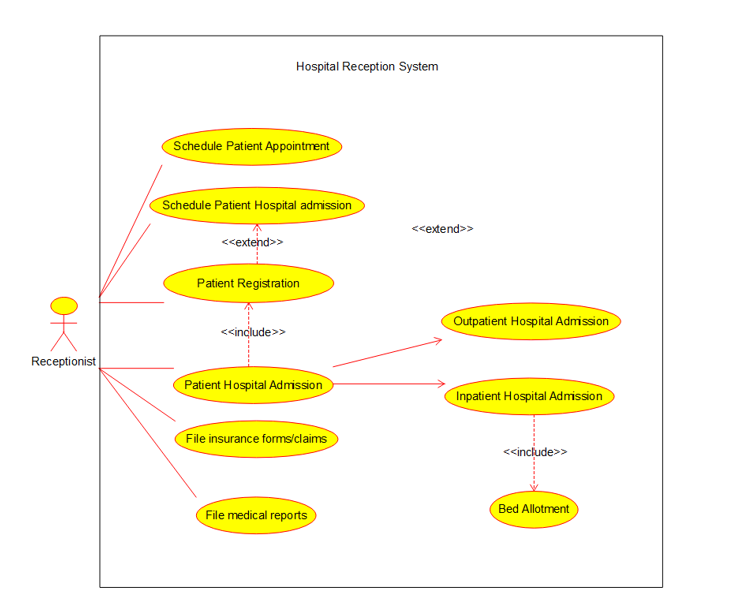 Hospital Reception System
Schedule Patient Appointment
Schedule Patient Hospital admission
<<extend>>
<<extend>>
Patient Registration
Outpatient Hospital Admission
<<include>>
Receptionist
Patient Hospital Admission
Inpatient Hospital Admission
File insurance forms/claims
<<include>>
Bed Allotment
File medical reports